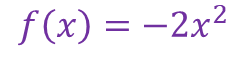 f(x) = −2x²